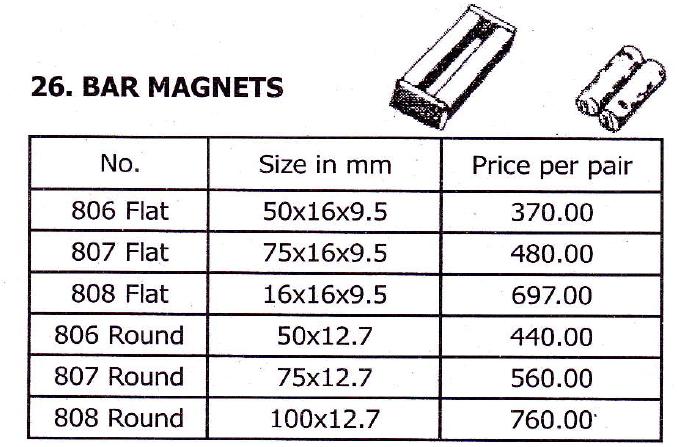 26. BAR MAGNETS
No. Size in mm Price per pair
806 Flat 50x16x9.5 370.00
807 Flat 75x16x9.5 480.00
808 Flat 16x16x9.5 697.00
806 Round 50x12.7 440.00
807 Round 75x12.7 560.00
808 Round 100x12.7 760.00